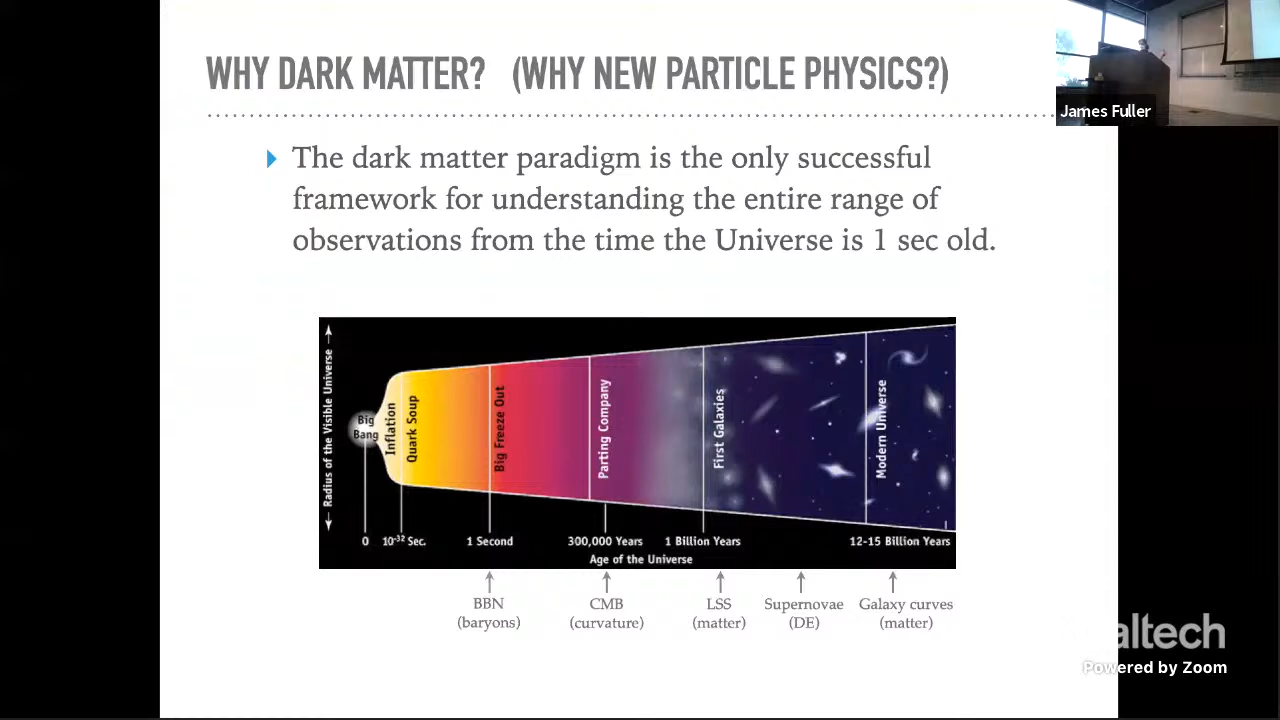 WHY DARK MATTER? (WHY NEW PARTICLE PHYSICS?)
James Fuller
The dark matter paradigm is the only successful
framework for understanding the entire range of
observations from the time the Universe is 1 sec old.
Radius of the Visible Universe
Big
Bang
Inflation
Quark Soup
Big Freeze Out
Parting Company
First Galaxies
Modern Universe
0 10⁻³² Sec. 1 Second 300,000 Years 1 Billion Years 12-15 Billion Years
Age of the Universe
BBN CMB LSS Supernovae Galaxy curves
(baryons) (curvature) (matter) (DE) (matter)
altech
Powered by Zoom